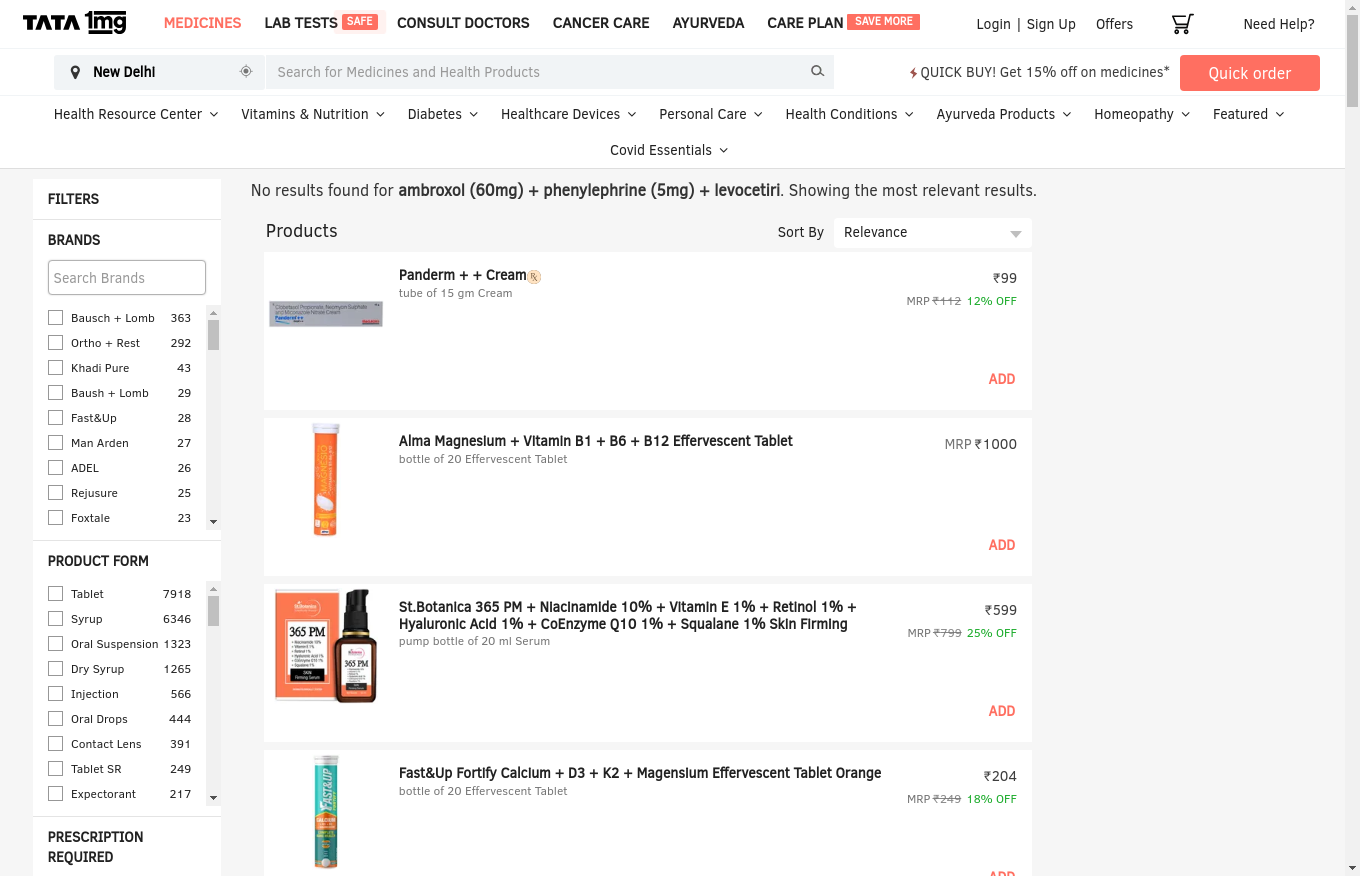 TATA 1mg
MEDICINES
LAB TESTS SAFE
CONSULT DOCTORS
CANCER CARE
AYURVEDA
CARE PLAN SAVE MORE
Login | Sign Up
Offers
Need Help?
New Delhi
Search for Medicines and Health Products
QUICK BUY! Get 15% off on medicines*
Quick order
Health Resource Center
Vitamins & Nutrition
Diabetes
Healthcare Devices
Personal Care
Health Conditions
Ayurveda Products
Homeopathy
Featured
Covid Essentials
FILTERS
BRANDS
Search Brands
Bausch + Lomb 363
Ortho + Rest 292
Khadi Pure 43
Baush + Lomb 29
Fast&Up 28
Man Arden 27
ADEL 26
Rejusure 25
Foxtale 23
PRODUCT FORM
Tablet 7918
Syrup 6346
Oral Suspension 1323
Dry Syrup 1265
Injection 566
Oral Drops 444
Contact Lens 391
Tablet SR 249
Expectorant 217
PRESCRIPTION
REQUIRED
No results found for ambroxol (60mg) + phenylephrine (5mg) + levocetiri. Showing the most relevant results.
Products
Sort By Relevance
Panderm + + Cream
tube of 15 gm Cream
₹99
MRP ₹112 12% OFF
ADD
Alma Magnesium + Vitamin B1 + B6 + B12 Effervescent Tablet
bottle of 20 Effervescent Tablet
MRP ₹1000
ADD
365 PM
365 PM
St.Botanica 365 PM + Niacinamide 10% + Vitamin E 1% + Retinol 1% +
Hyaluronic Acid 1% + CoEnzyme Q10 1% + Squalane 1% Skin Firming
pump bottle of 20 ml Serum
₹599
MRP ₹799 25% OFF
ADD
FAST&UP
Fast&Up Fortify Calcium + D3 + K2 + Magensium Effervescent Tablet Orange
bottle of 20 Effervescent Tablet
₹204
MRP ₹249 18% OFF
ADD